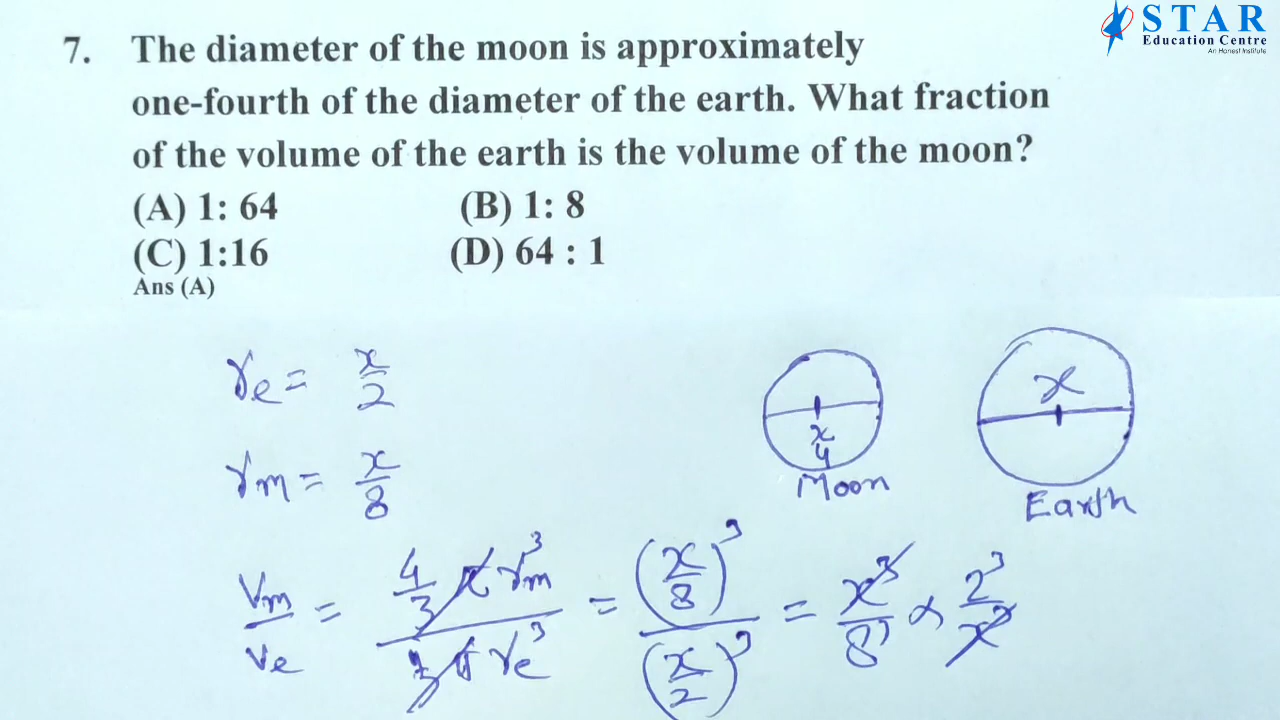 STAR
Education Centre
An Honest Institute
7. The diameter of the moon is approximately
one-fourth of the diameter of the earth. What fraction
of the volume of the earth is the volume of the moon?
(A) 1: 64 (B) 1: 8
(C) 1:16 (D) 64 : 1
Ans (A)
re = x/2
rm = x/8
x/4
Moon
x
Earth
Vm/Ve = (4/3 π rm³)/(4/3 π re³) = (x/8)³/(x/2)³ = x³/8³ × 2³/x³